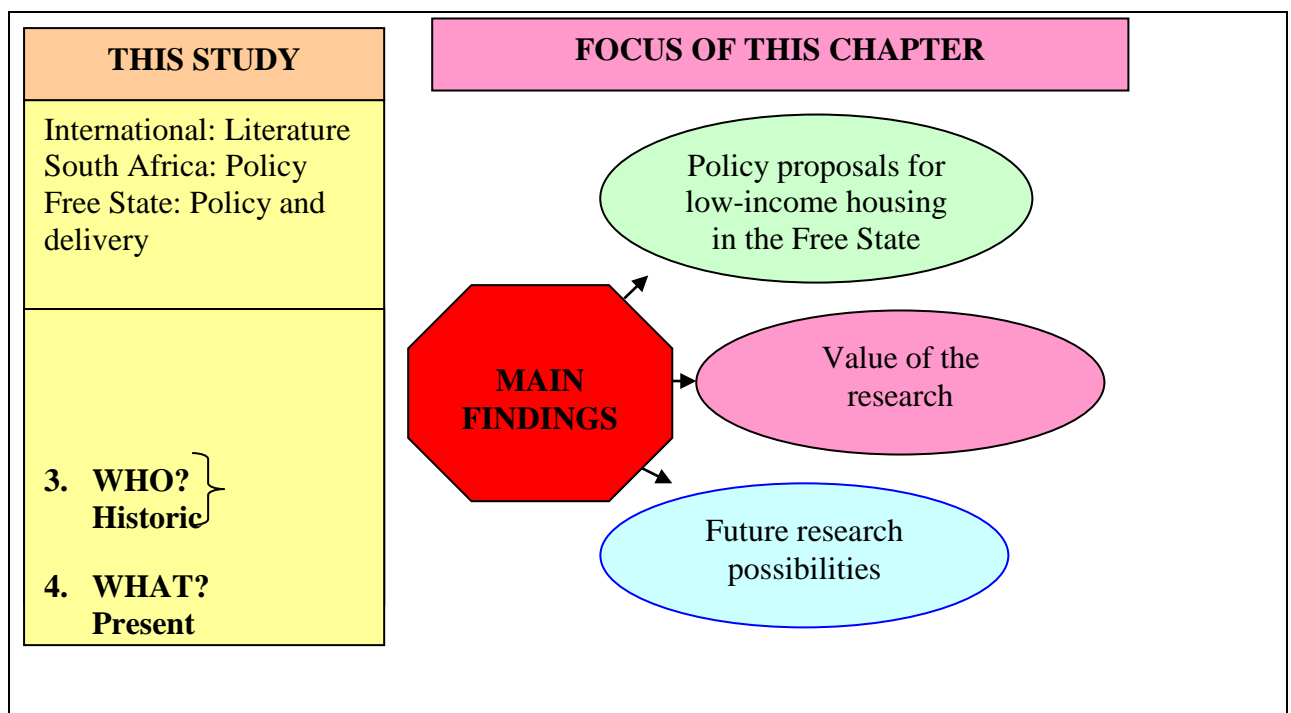 THIS STUDY
International: Literature
South Africa: Policy
Free State: Policy and
delivery
3. WHO?
Historic
4. WHAT?
Present
FOCUS OF THIS CHAPTER
Policy proposals for
low-income housing
in the Free State
MAIN
FINDINGS
Value of the
research
Future research
possibilities